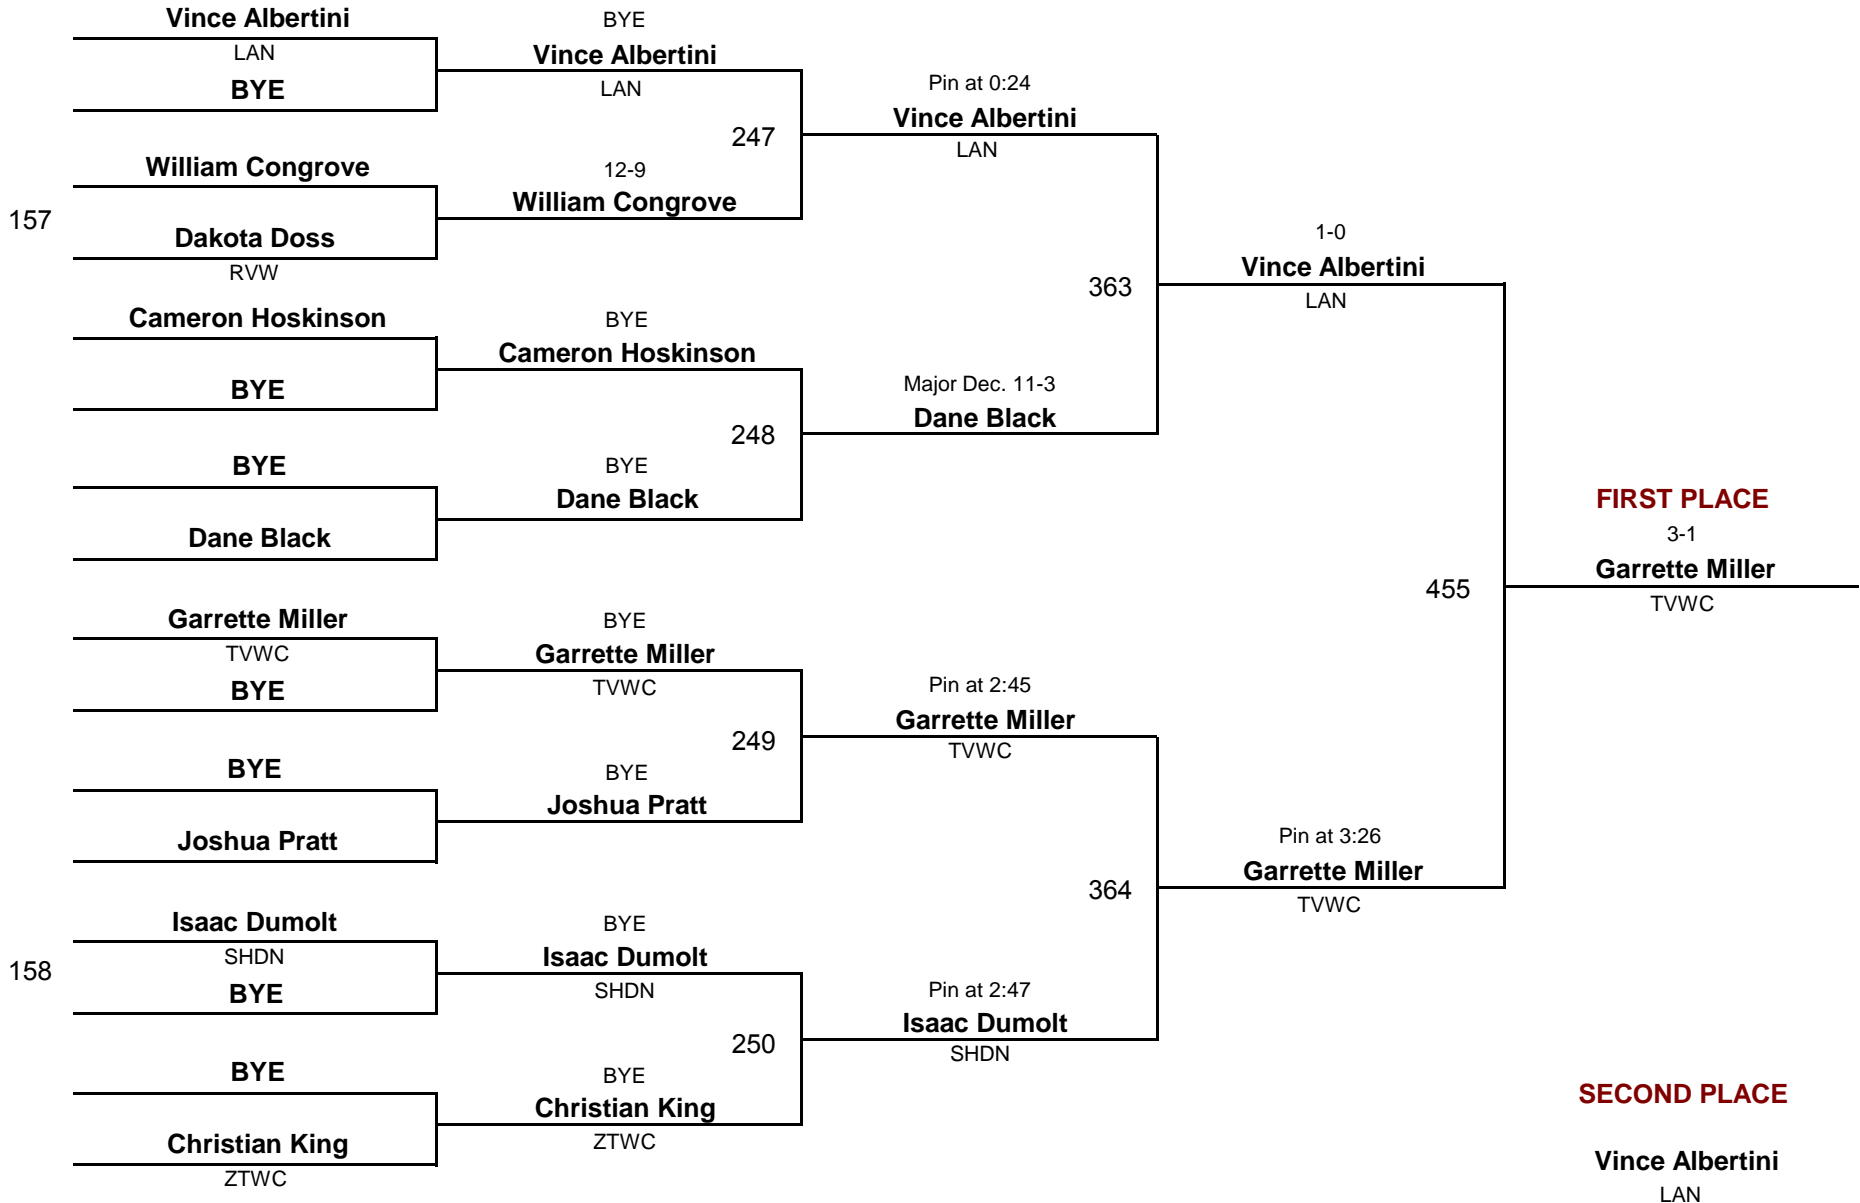 Vince Albertini
LAN
BYE
157
William Congrove
Dakota Doss
RVW
Cameron Hoskinson
BYE
BYE
Dane Black
Garrette Miller
TVWC
BYE
BYE
Joshua Pratt
158
Isaac Dumolt
SHDN
BYE
BYE
Christian King
ZTWC
BYE
Vince Albertini
LAN
247
12-9
William Congrove
BYE
Cameron Hoskinson
248
BYE
Dane Black
BYE
Garrette Miller
TVWC
249
BYE
Joshua Pratt
BYE
Isaac Dumolt
SHDN
250
BYE
Christian King
ZTWC
Pin at 0:24
Vince Albertini
LAN
363
Major Dec. 11-3
Dane Black
Pin at 2:45
Garrette Miller
TVWC
364
Pin at 2:47
Isaac Dumolt
SHDN
1-0
Vince Albertini
LAN
455
Pin at 3:26
Garrette Miller
TVWC
FIRST PLACE
3-1
Garrette Miller
TVWC
SECOND PLACE
Vince Albertini
LAN